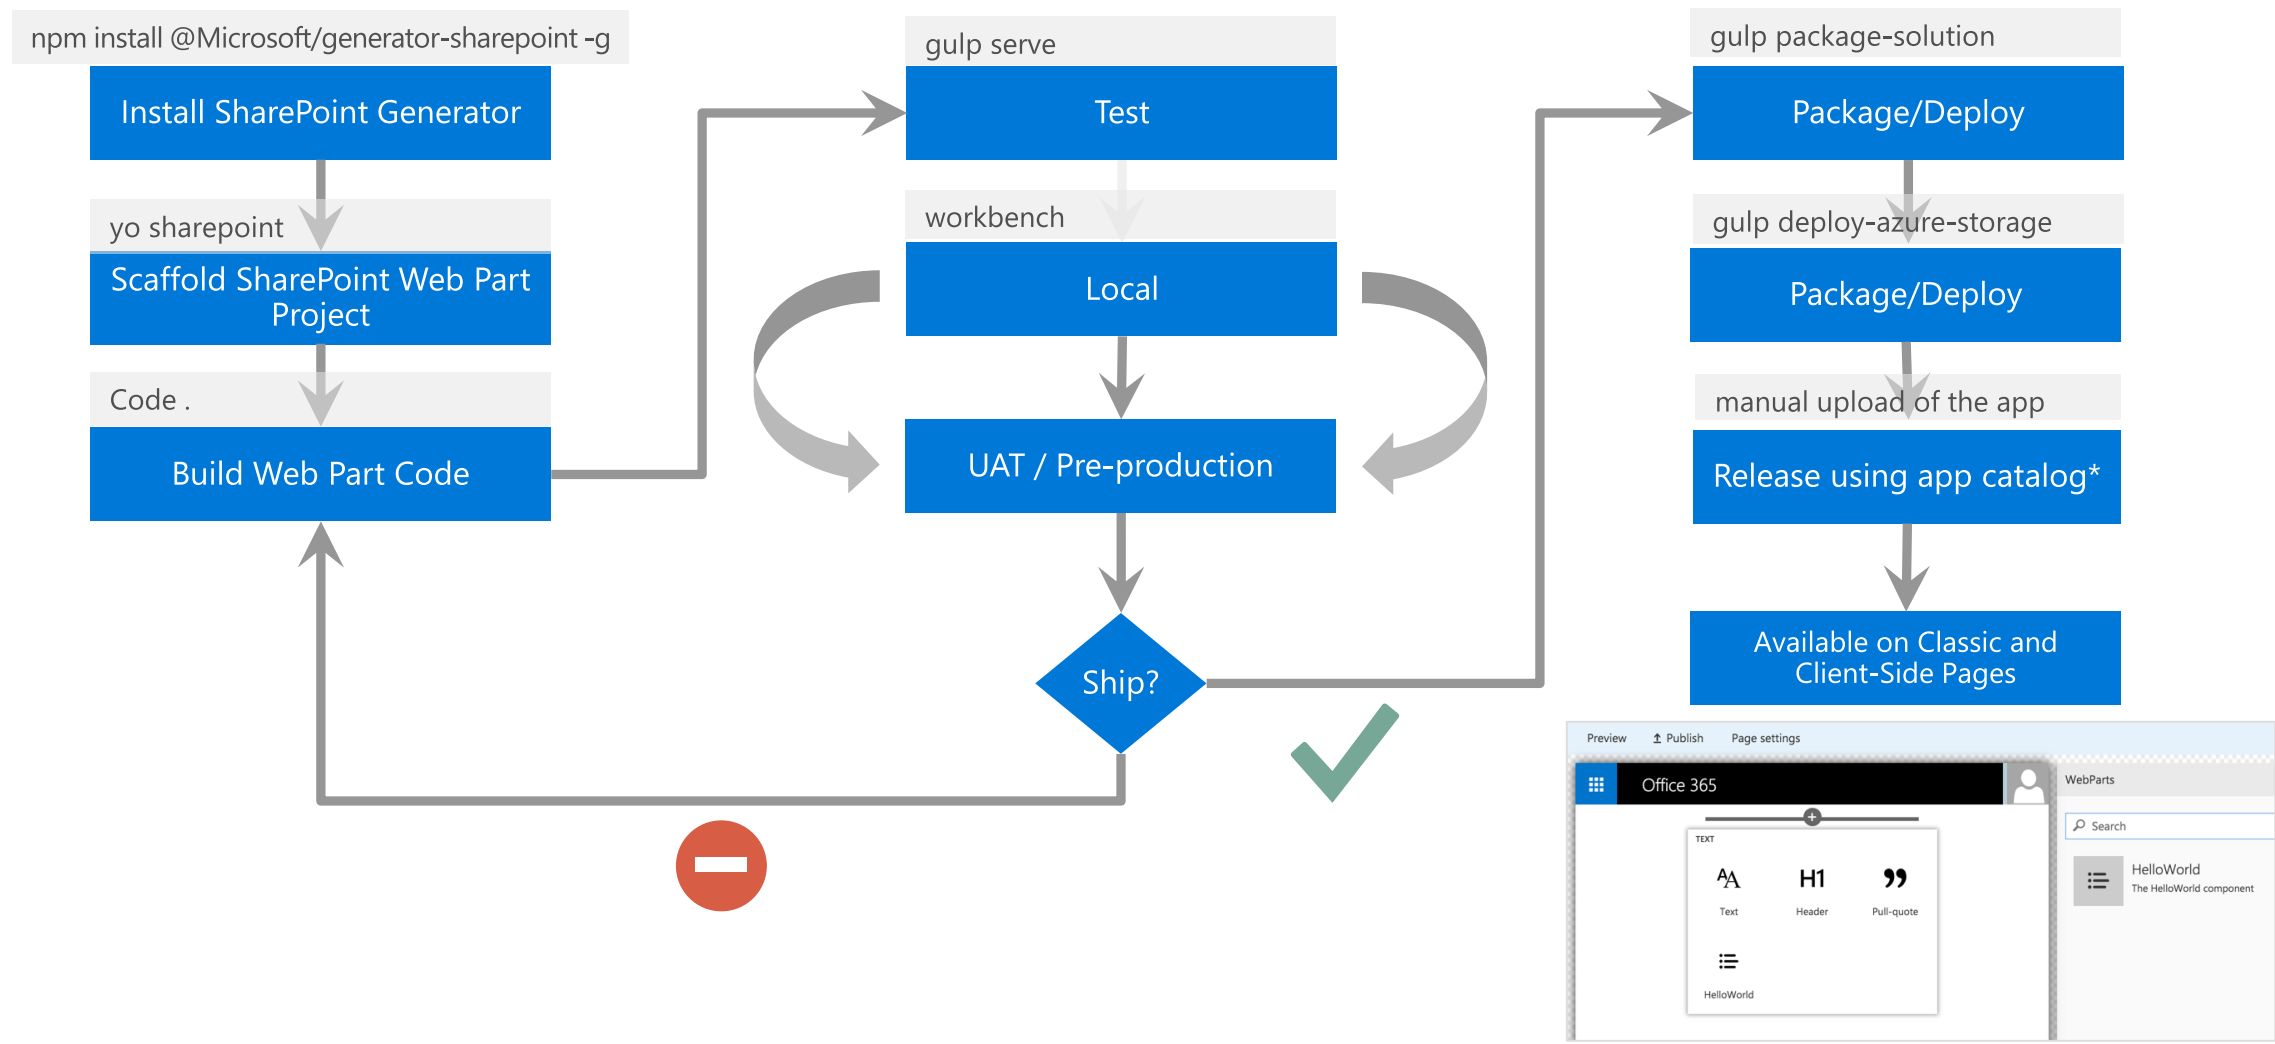 npm install @Microsoft/generator-sharepoint -g
Install SharePoint Generator
yo sharepoint
Scaffold SharePoint Web Part
Project
Code .
Build Web Part Code
gulp serve
Test
workbench
Local
UAT / Pre-production
Ship?
gulp package-solution
Package/Deploy
gulp deploy-azure-storage
Package/Deploy
manual upload of the app
Release using app catalog*
Available on Classic and
Client-Side Pages
Preview Publish Page settings
Office 365
WebParts
Search
HelloWorld
The HelloWorld component
TEXT
AA H1
Text Header Pull-quote
HelloWorld